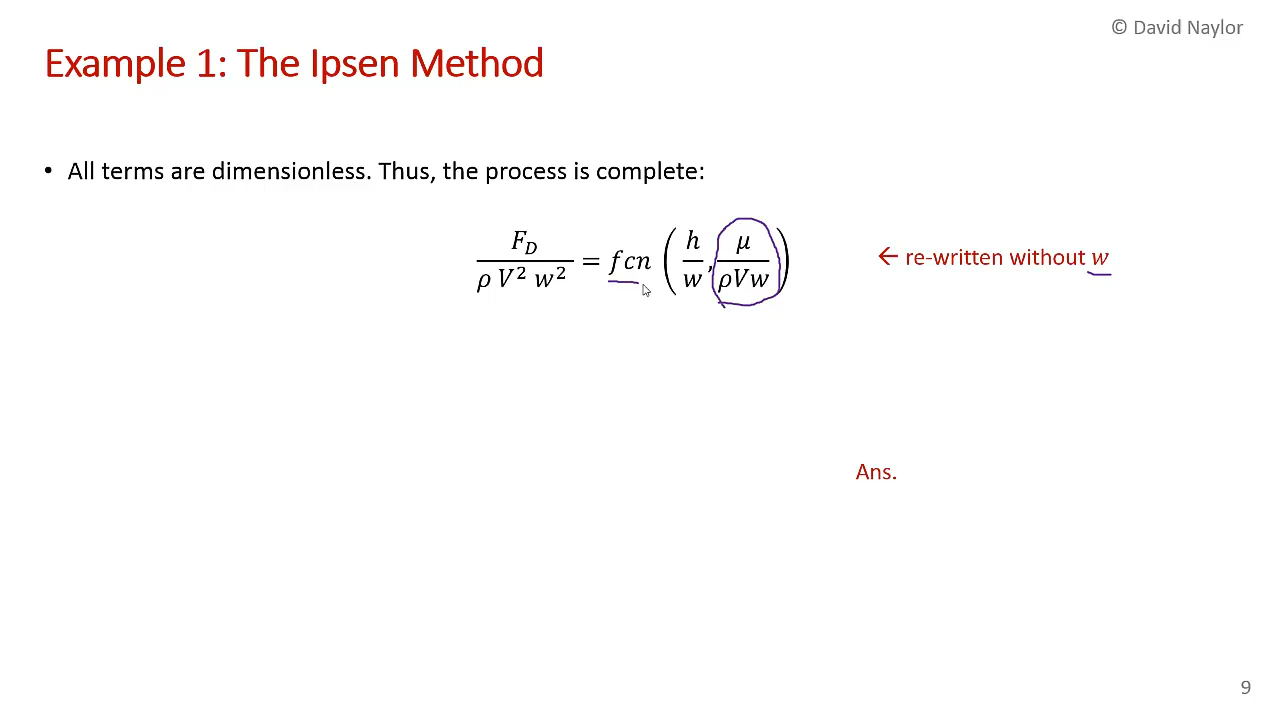 © David Naylor
Example 1: The Ipsen Method
• All terms are dimensionless. Thus, the process is complete:
F_D / (ρ V² w²) = fcn (h/w, μ/(ρVw)) ← re-written without w
Ans.
9